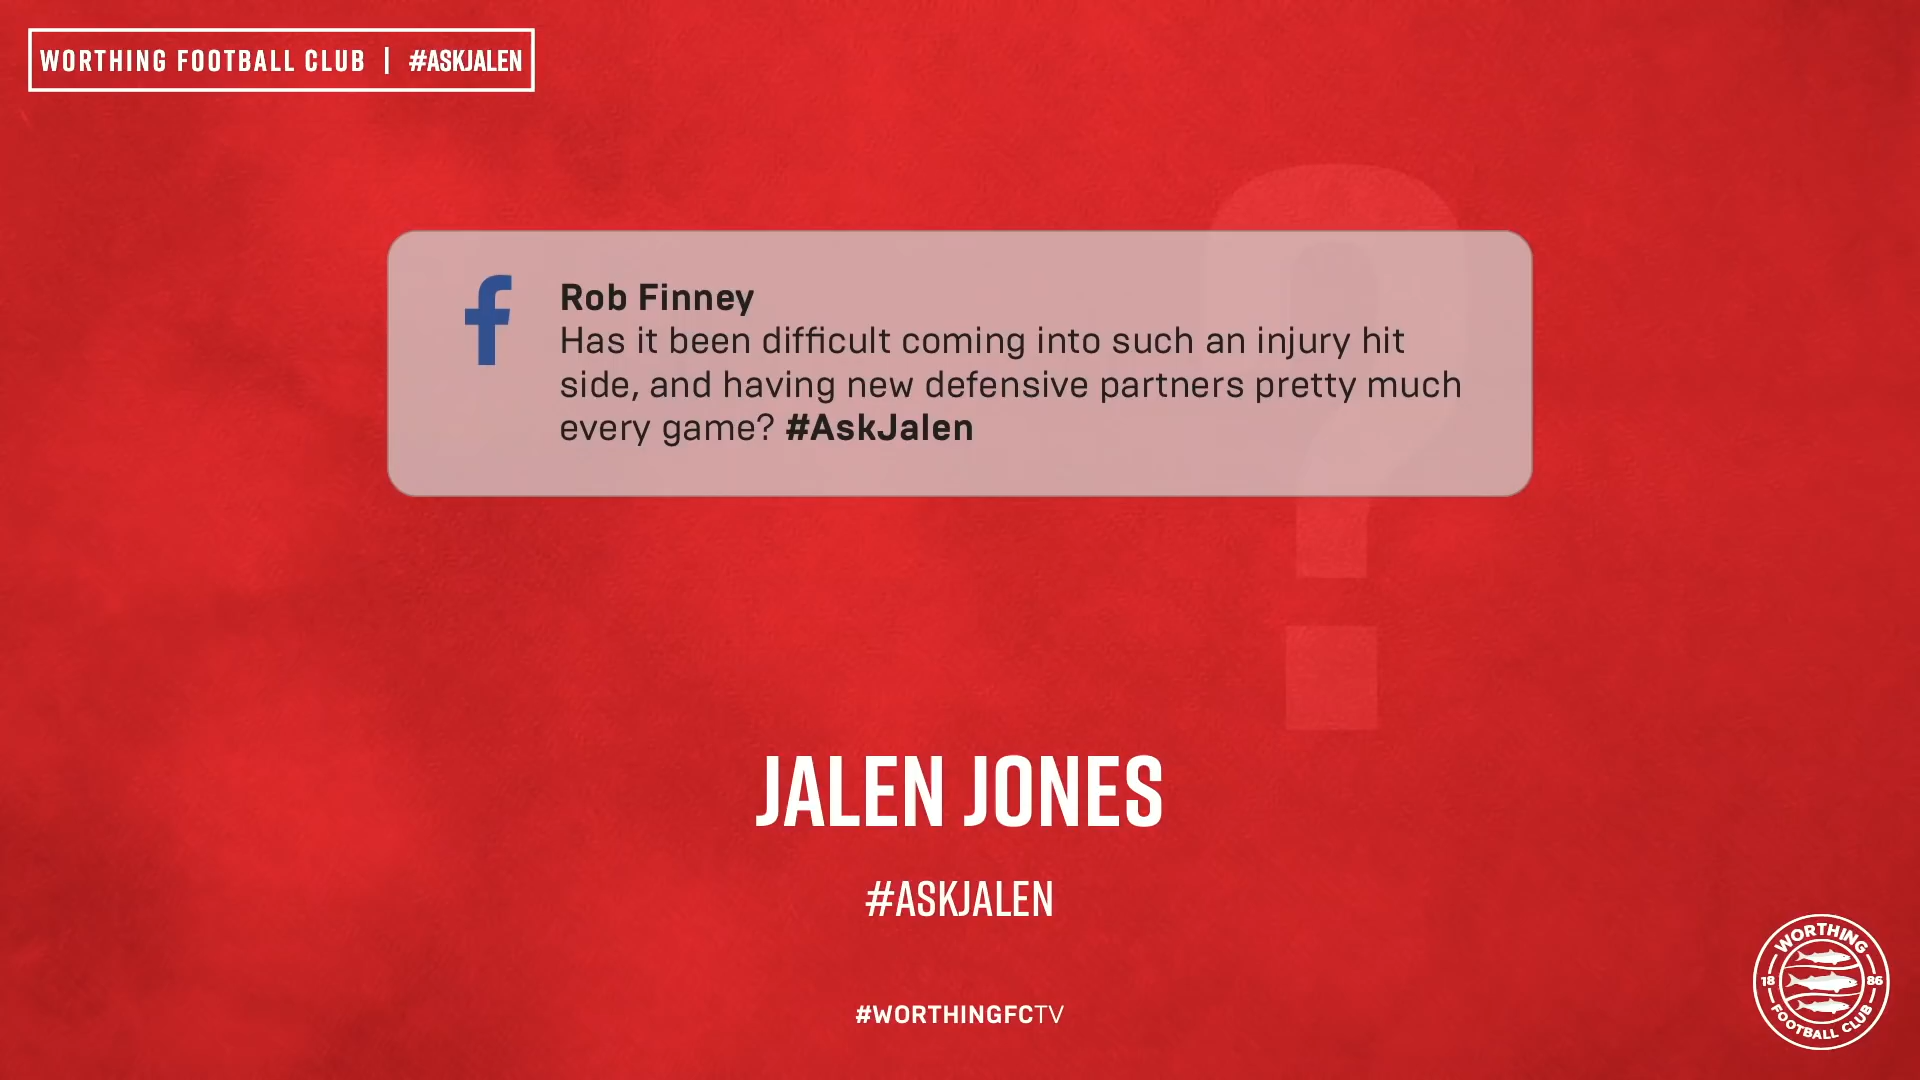 WORTHING FOOTBALL CLUB | #ASKJALEN
Rob Finney
Has it been difficult coming into such an injury hit
side, and having new defensive partners pretty much
every game? #AskJalen
JALEN JONES
#ASKJALEN
#WORTHINGFCTV
WORTHING
18 86
FOOTBALL CLUB